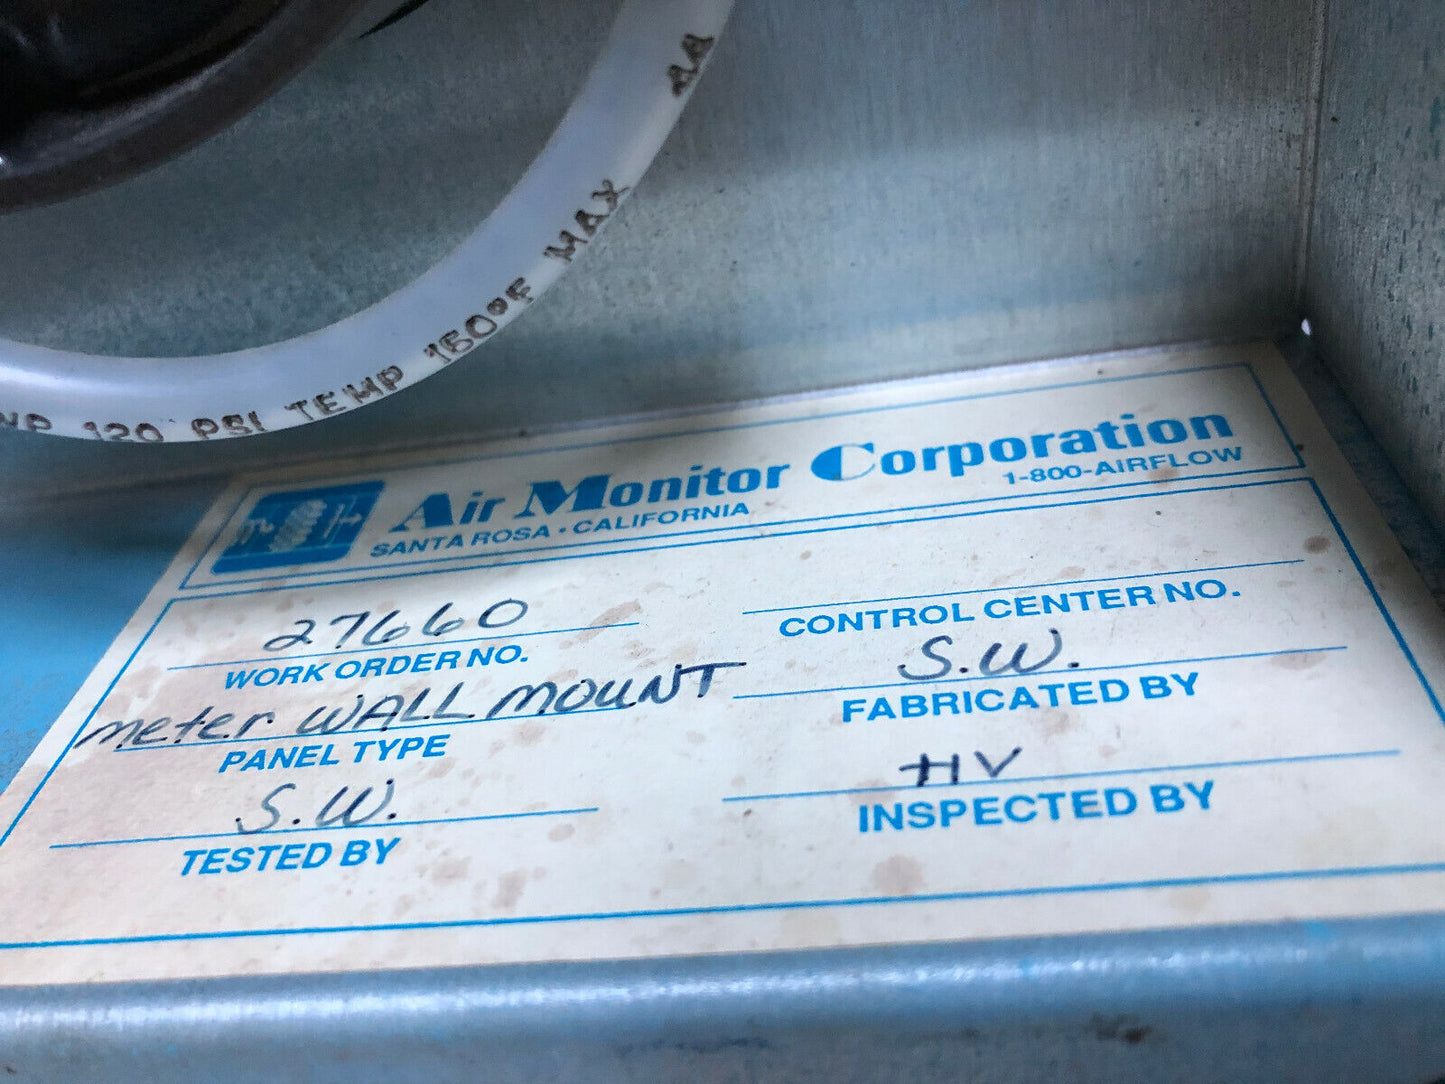 120 PSI TEMP 150°F MAX
Air Monitor Corporation
SANTA ROSA · CALIFORNIA
1-800-AIRFLOW
27660
WORK ORDER NO.
CONTROL CENTER NO.
meter WALL MOUNT
PANEL TYPE
S.W.
FABRICATED BY
S.W.
TESTED BY
HV
INSPECTED BY